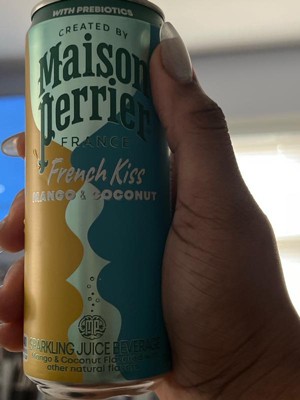 WITH PREBIOTICS
CREATED BY
Maison
Perrier
FRANCE
French Kiss
MANGO & COCONUT
SPARKLING JUICE BEVERAGE
Mango & Coconut
other natural